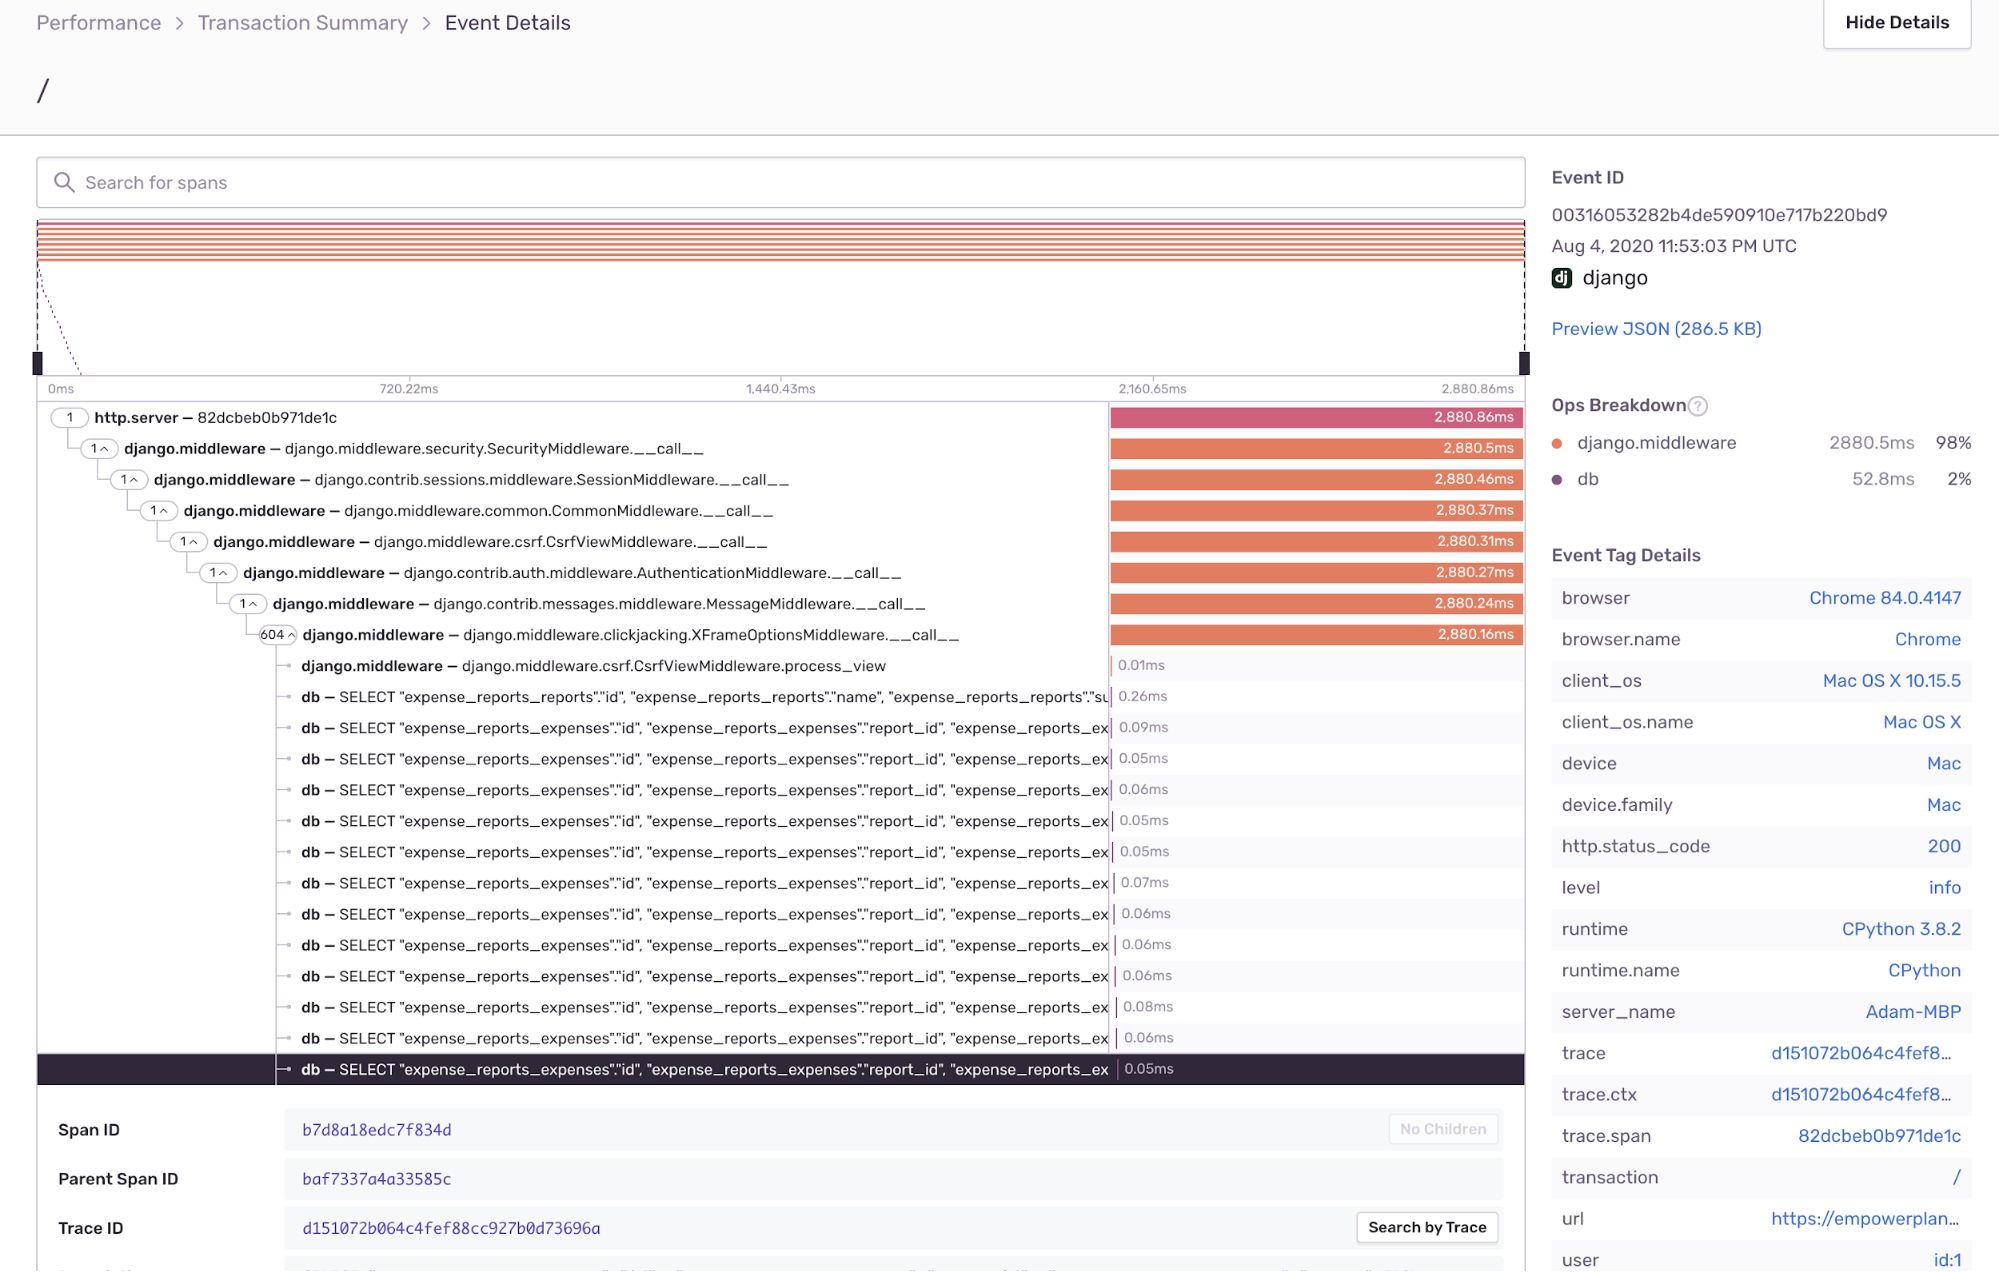 Performance > Transaction Summary > Event Details
Hide Details
/
Search for spans
0ms 720.22ms 1,440.43ms 2,160.65ms 2,880.86ms
1 http.server — 82dcbeb0b971de1c 2,880.86ms
1 django.middleware — django.middleware.security.SecurityMiddleware.__call__ 2,880.5ms
1 django.middleware — django.contrib.sessions.middleware.SessionMiddleware.__call__ 2,880.46ms
1 django.middleware — django.middleware.common.CommonMiddleware.__call__ 2,880.37ms
1 django.middleware — django.middleware.csrf.CsrfViewMiddleware.__call__ 2,880.31ms
1 django.middleware — django.contrib.auth.middleware.AuthenticationMiddleware.__call__ 2,880.27ms
1 django.middleware — django.contrib.messages.middleware.MessageMiddleware.__call__ 2,880.24ms
604 django.middleware — django.middleware.clickjacking.XFrameOptionsMiddleware.__call__ 2,880.16ms
django.middleware — django.middleware.csrf.CsrfViewMiddleware.process_view 0.01ms
db — SELECT "expense_reports_reports"."id", "expense_reports_reports"."name", "expense_reports_reports"."su 0.26ms
db — SELECT "expense_reports_expenses"."id", "expense_reports_expenses"."report_id", "expense_reports_ex 0.09ms
db — SELECT "expense_reports_expenses"."id", "expense_reports_expenses"."report_id", "expense_reports_ex 0.05ms
db — SELECT "expense_reports_expenses"."id", "expense_reports_expenses"."report_id", "expense_reports_ex 0.06ms
db — SELECT "expense_reports_expenses"."id", "expense_reports_expenses"."report_id", "expense_reports_ex 0.05ms
db — SELECT "expense_reports_expenses"."id", "expense_reports_expenses"."report_id", "expense_reports_ex 0.05ms
db — SELECT "expense_reports_expenses"."id", "expense_reports_expenses"."report_id", "expense_reports_ex 0.07ms
db — SELECT "expense_reports_expenses"."id", "expense_reports_expenses"."report_id", "expense_reports_ex 0.06ms
db — SELECT "expense_reports_expenses"."id", "expense_reports_expenses"."report_id", "expense_reports_ex 0.06ms
db — SELECT "expense_reports_expenses"."id", "expense_reports_expenses"."report_id", "expense_reports_ex 0.06ms
db — SELECT "expense_reports_expenses"."id", "expense_reports_expenses"."report_id", "expense_reports_ex 0.08ms
db — SELECT "expense_reports_expenses"."id", "expense_reports_expenses"."report_id", "expense_reports_ex 0.06ms
db — SELECT "expense_reports_expenses"."id", "expense_reports_expenses"."report_id", "expense_reports_ex 0.05ms
Span ID b7d8a18edc7f834d No Children
Parent Span ID baf7337a4a33585c
Trace ID d151072b064c4fef88cc927b0d73696a Search by Trace
Event ID
00316053282b4de590910e717b220bd9
Aug 4, 2020 11:53:03 PM UTC
dj django
Preview JSON (286.5 KB)
Ops Breakdown ?
django.middleware 2880.5ms 98%
db 52.8ms 2%
Event Tag Details
browser Chrome 84.0.4147
browser.name Chrome
client_os Mac OS X 10.15.5
client_os.name Mac OS X
device Mac
device.family Mac
http.status_code 200
level info
runtime CPython 3.8.2
runtime.name CPython
server_name Adam-MBP
trace d151072b064c4fef8...
trace.ctx d151072b064c4fef8...
trace.span 82dcbeb0b971de1c
transaction /
url https://empowerplan...
user id:1